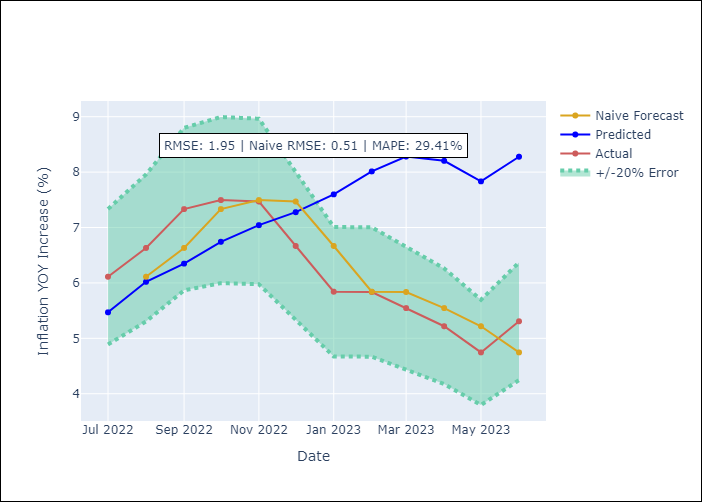 RMSE: 1.95 | Naive RMSE: 0.51 | MAPE: 29.41%
Naive Forecast
Predicted
Actual
+/-20% Error
Inflation YOY Increase (%)
9
8
7
6
5
4
Jul 2022
Sep 2022
Nov 2022
Jan 2023
Mar 2023
May 2023
Date